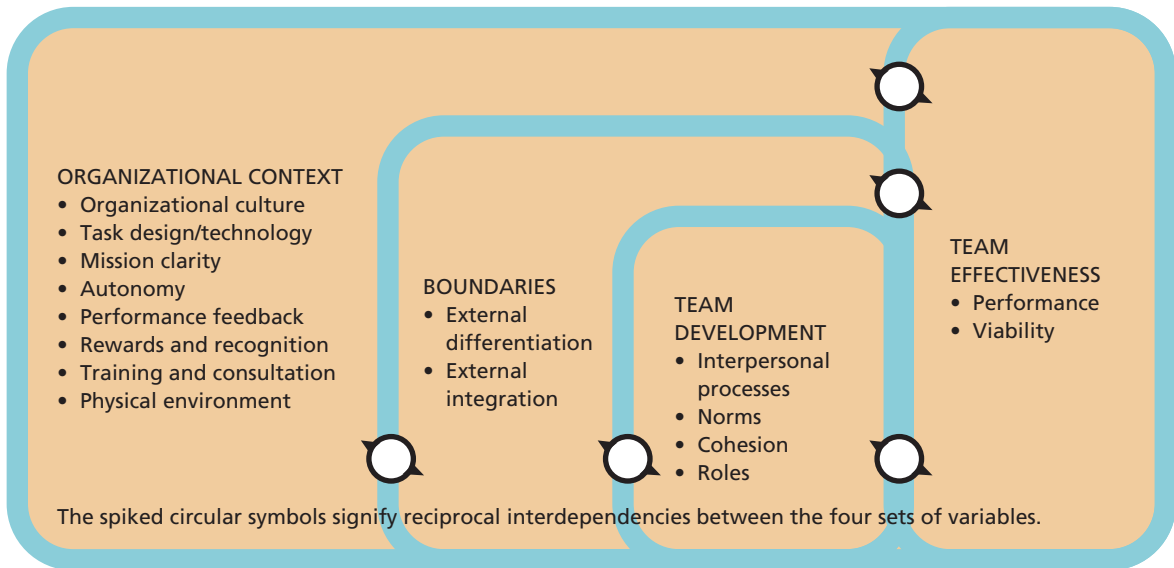 ORGANIZATIONAL CONTEXT
• Organizational culture
• Task design/technology
• Mission clarity
• Autonomy
• Performance feedback
• Rewards and recognition
• Training and consultation
• Physical environment
BOUNDARIES
• External
differentiation
• External
integration
TEAM
DEVELOPMENT
• Interpersonal
processes
• Norms
• Cohesion
• Roles
TEAM
EFFECTIVENESS
• Performance
• Viability
The spiked circular symbols signify reciprocal interdependencies between the four sets of variables.